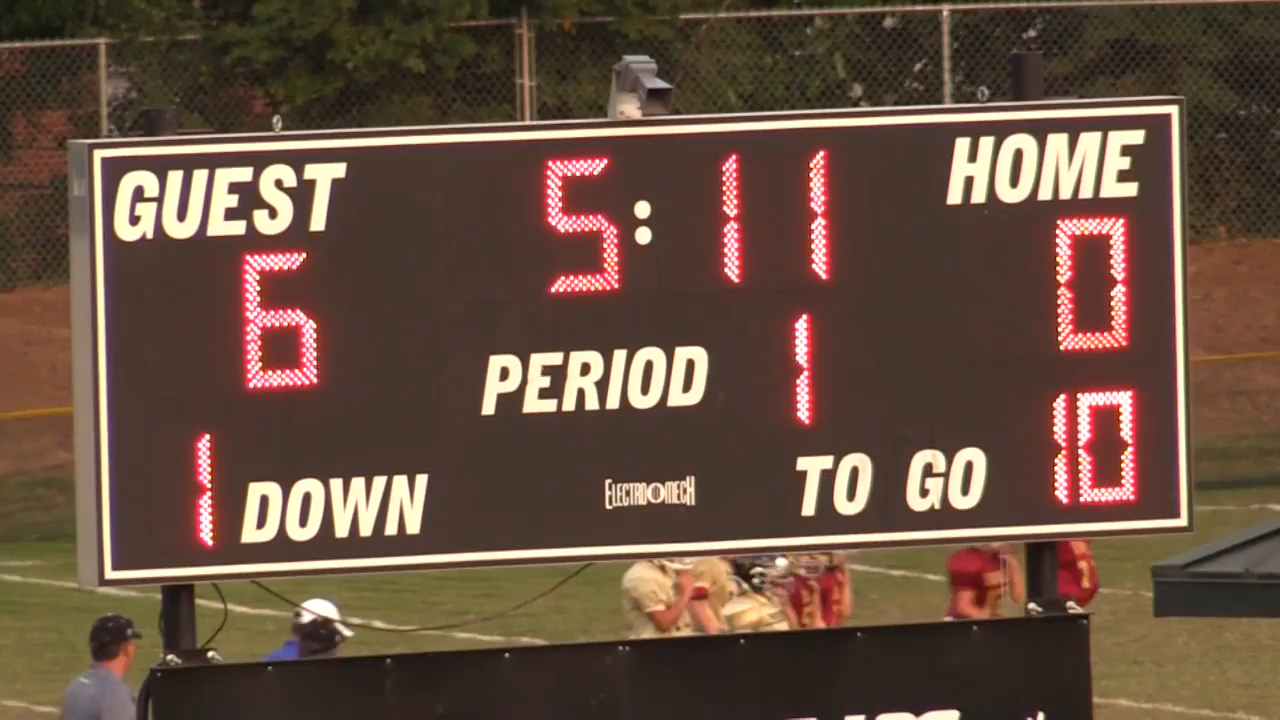 GUEST 5:11 HOME
6 0
PERIOD 1
1 DOWN TO GO 10
ELECTRO MECH